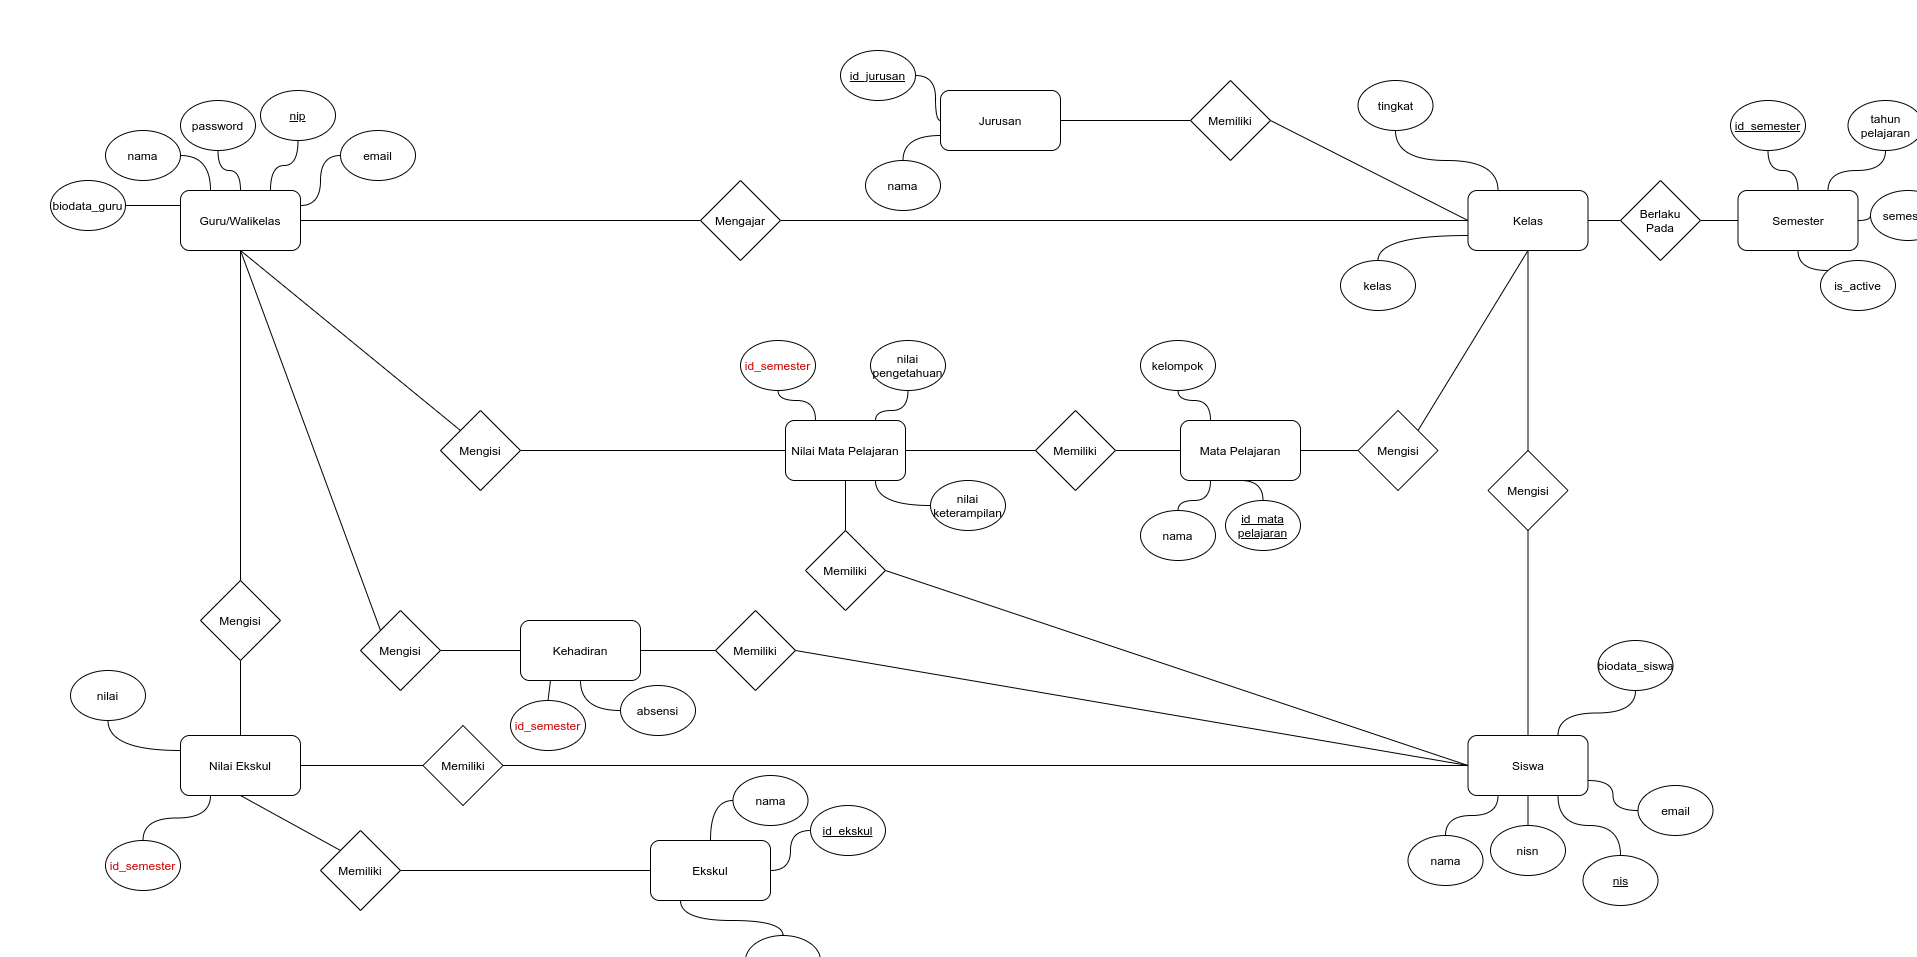 id_jurusan
Jurusan
nama
Memiliki
tingkat
id_semester
tahun
pelajaran
nip
password
nama
email
biodata_guru
Guru/Walikelas
Mengajar
Kelas
Berlaku
Pada
Semester
semes
kelas
is_active
id_semester
nilai
pengetahuan
kelompok
Mengisi
Nilai Mata Pelajaran
Memiliki
Mata Pelajaran
Mengisi
Mengisi
nilai
keterampilan
nama
id_mata
pelajaran
Memiliki
Mengisi
Mengisi
Kehadiran
Memiliki
biodata_siswa
nilai
id_semester
absensi
Nilai Ekskul
Memiliki
Siswa
nama
id_ekskul
email
id_semester
Memiliki
Ekskul
nama
nisn
nis